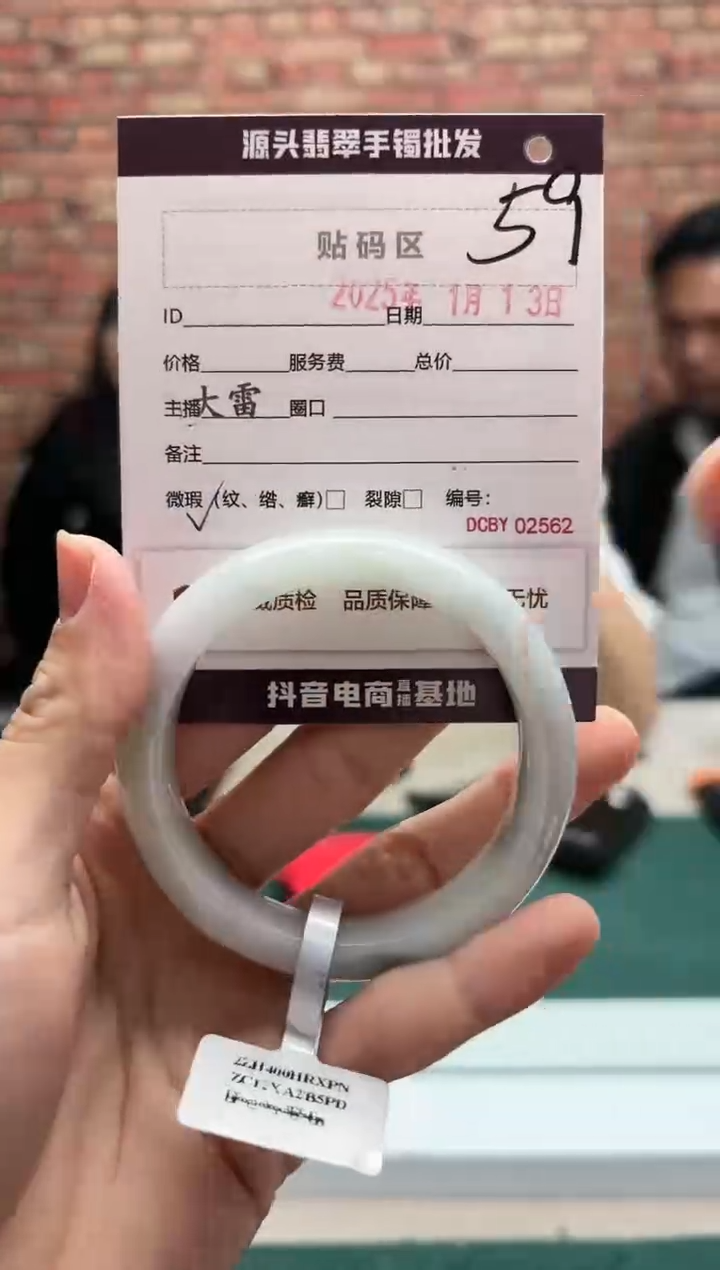 源头翡翠手镯批发
59
贴码区
2025年 1月 1 3日
ID 日期
价格 服务费 总价
主播大雷 圈口
备注
微瑕✓(纹、绺、癣)□ 裂隙□ 编号:
DCBY 02562
质检 品质保障 无忧
抖音电商直播基地